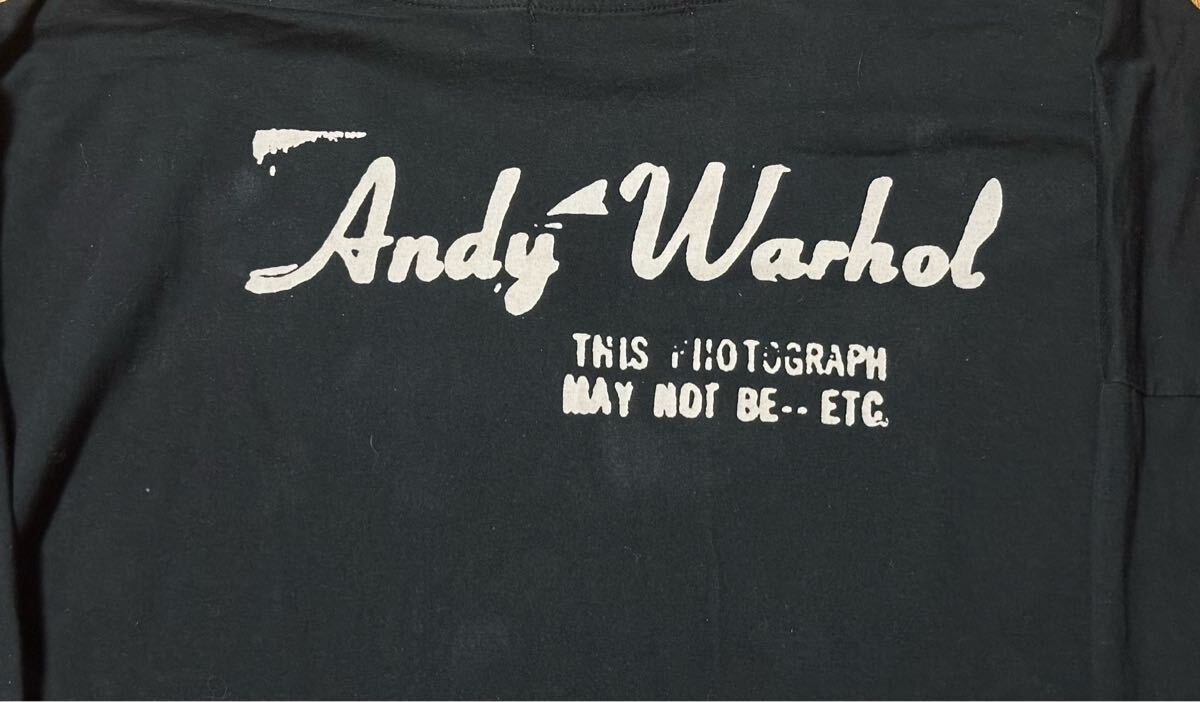 Andy Warhol
THIS PHOTOGRAPH
MAY NOT BE-- ETC.